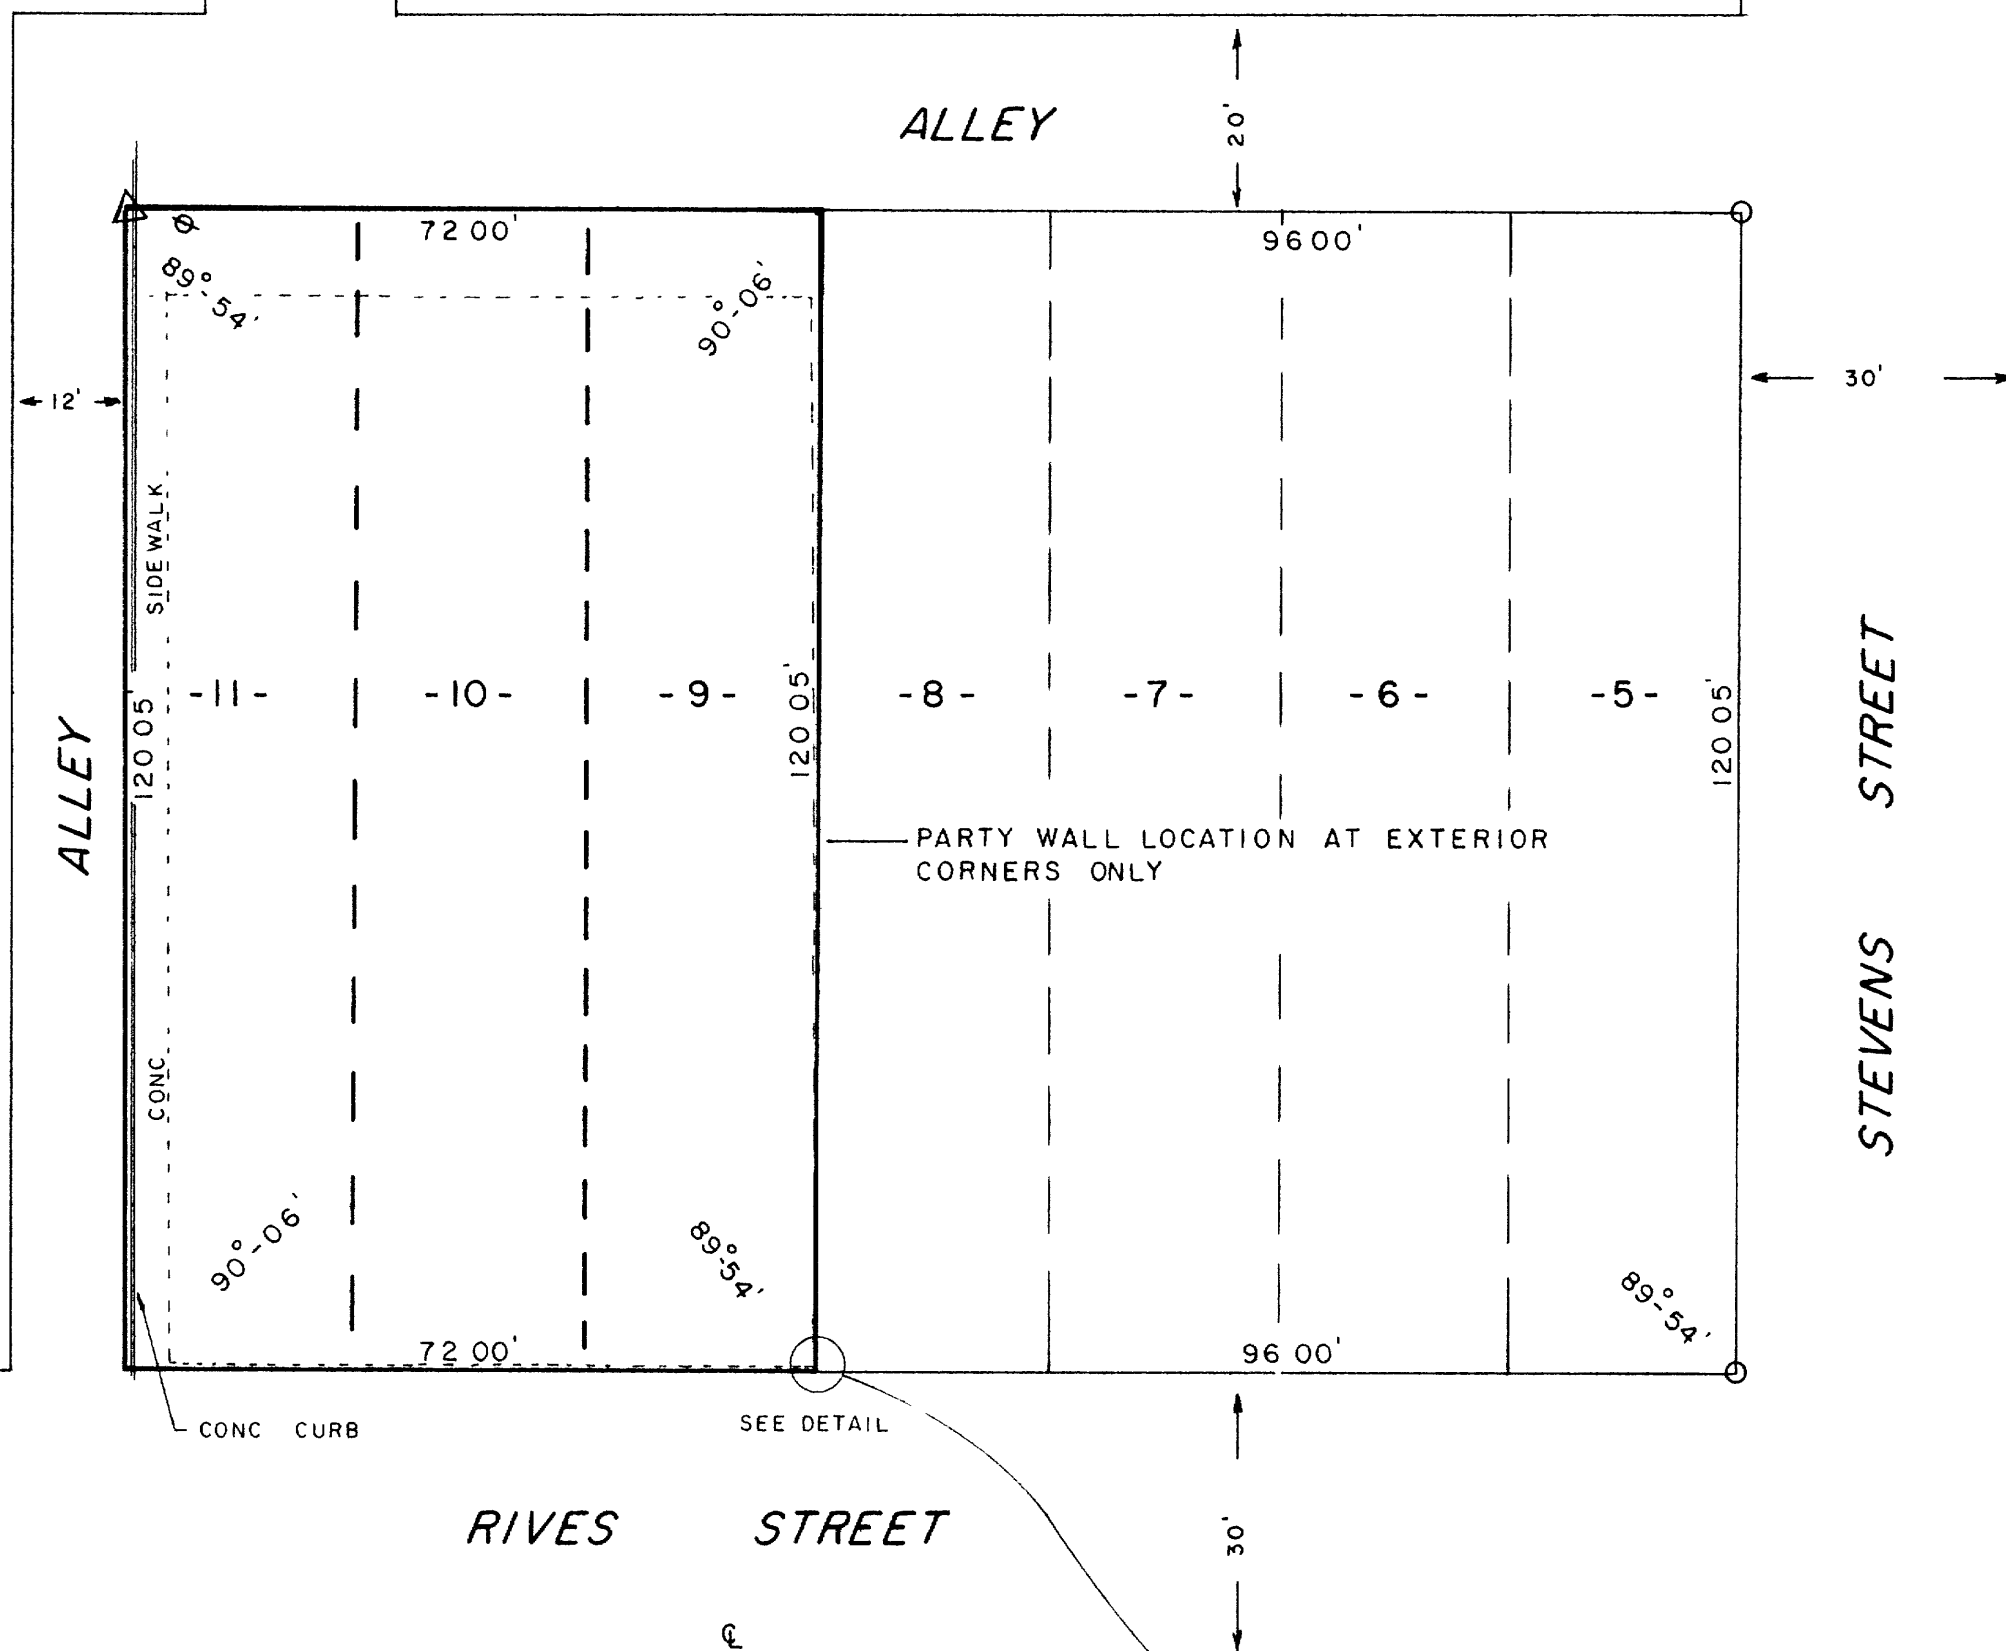 ALLEY
20'
72 00'
96 00'
89°-54'
90°-06'
12'
30'
SIDEWALK
-11-
-10-
-9-
-8-
-7-
-6-
-5-
120 05'
120 05'
120 05'
ALLEY
STEVENS STREET
PARTY WALL LOCATION AT EXTERIOR
CORNERS ONLY
CONC
90°-06'
89°-54'
89°-54'
72 00'
96 00'
CONC CURB
SEE DETAIL
RIVES STREET
30'
℄